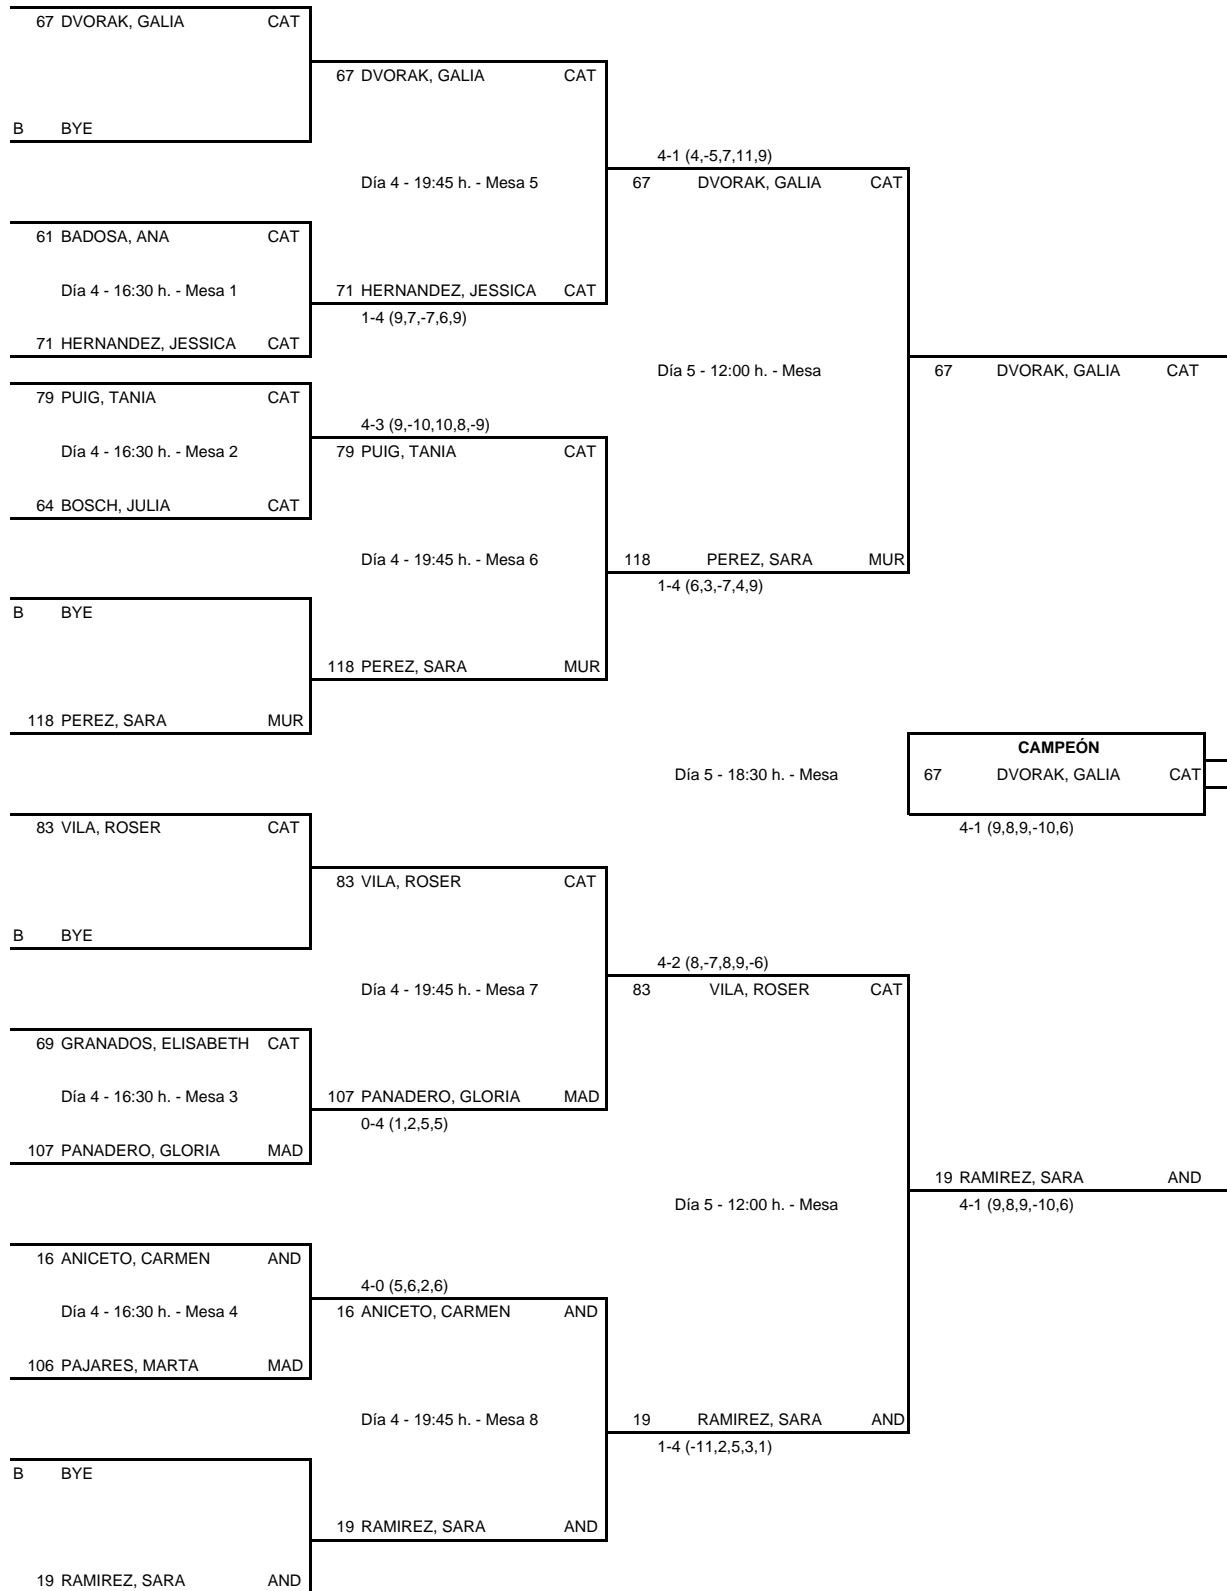 67 DVORAK, GALIA CAT
67 DVORAK, GALIA CAT
B BYE
4-1 (4,-5,7,11,9)
Día 4 - 19:45 h. - Mesa 5
67 DVORAK, GALIA CAT
61 BADOSA, ANA CAT
Día 4 - 16:30 h. - Mesa 1
71 HERNANDEZ, JESSICA CAT
1-4 (9,7,-7,6,9)
71 HERNANDEZ, JESSICA CAT
Día 5 - 12:00 h. - Mesa
67 DVORAK, GALIA CAT
79 PUIG, TANIA CAT
4-3 (9,-10,10,8,-9)
Día 4 - 16:30 h. - Mesa 2
79 PUIG, TANIA CAT
64 BOSCH, JULIA CAT
Día 4 - 19:45 h. - Mesa 6
118 PEREZ, SARA MUR
1-4 (6,3,-7,4,9)
B BYE
118 PEREZ, SARA MUR
118 PEREZ, SARA MUR
CAMPEÓN
Día 5 - 18:30 h. - Mesa
67 DVORAK, GALIA CAT
4-1 (9,8,9,-10,6)
83 VILA, ROSER CAT
83 VILA, ROSER CAT
B BYE
4-2 (8,-7,8,9,-6)
Día 4 - 19:45 h. - Mesa 7
83 VILA, ROSER CAT
69 GRANADOS, ELISABETH CAT
Día 4 - 16:30 h. - Mesa 3
107 PANADERO, GLORIA MAD
0-4 (1,2,5,5)
107 PANADERO, GLORIA MAD
19 RAMIREZ, SARA AND
Día 5 - 12:00 h. - Mesa
4-1 (9,8,9,-10,6)
16 ANICETO, CARMEN AND
4-0 (5,6,2,6)
Día 4 - 16:30 h. - Mesa 4
16 ANICETO, CARMEN AND
106 PAJARES, MARTA MAD
Día 4 - 19:45 h. - Mesa 8
19 RAMIREZ, SARA AND
1-4 (-11,2,5,3,1)
B BYE
19 RAMIREZ, SARA AND
19 RAMIREZ, SARA AND